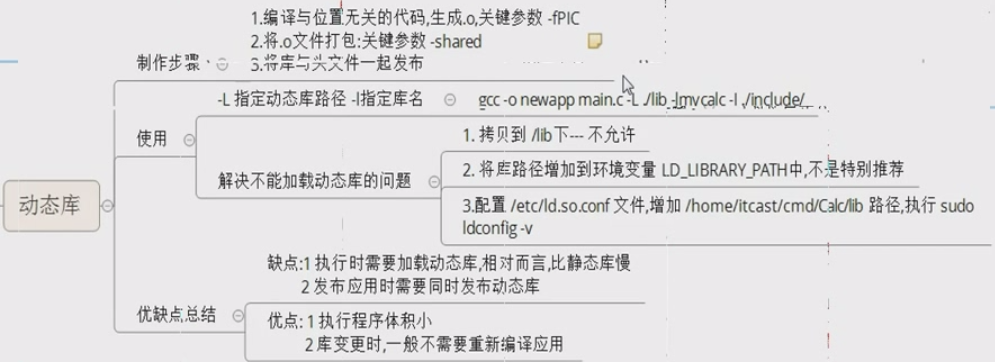 1.编译与位置无关的代码,生成.o,关键参数 -fPIC
2.将.o文件打包:关键参数 -shared
制作步骤:
3.将库与头文件一起发布
-L 指定动态库路径 -l指定库名
gcc -o newapp main.c -L ./lib -lmycalc -I ./include/
使用
1. 拷贝到 /lib下--- 不允许
解决不能加载动态库的问题
2. 将库路径增加到环境变量 LD_LIBRARY_PATH中,不是特别推荐
3.配置 /etc/ld.so.conf 文件,增加 /home/itcast/cmd/Calc/lib 路径,执行 sudo
ldconfig -v
动态库
缺点:1 执行时需要加载动态库,相对而言,比静态库慢
2 发布应用时需要同时发布动态库
优缺点总结
优点: 1 执行程序体积小
2 库变更时,一般不需要重新编译应用